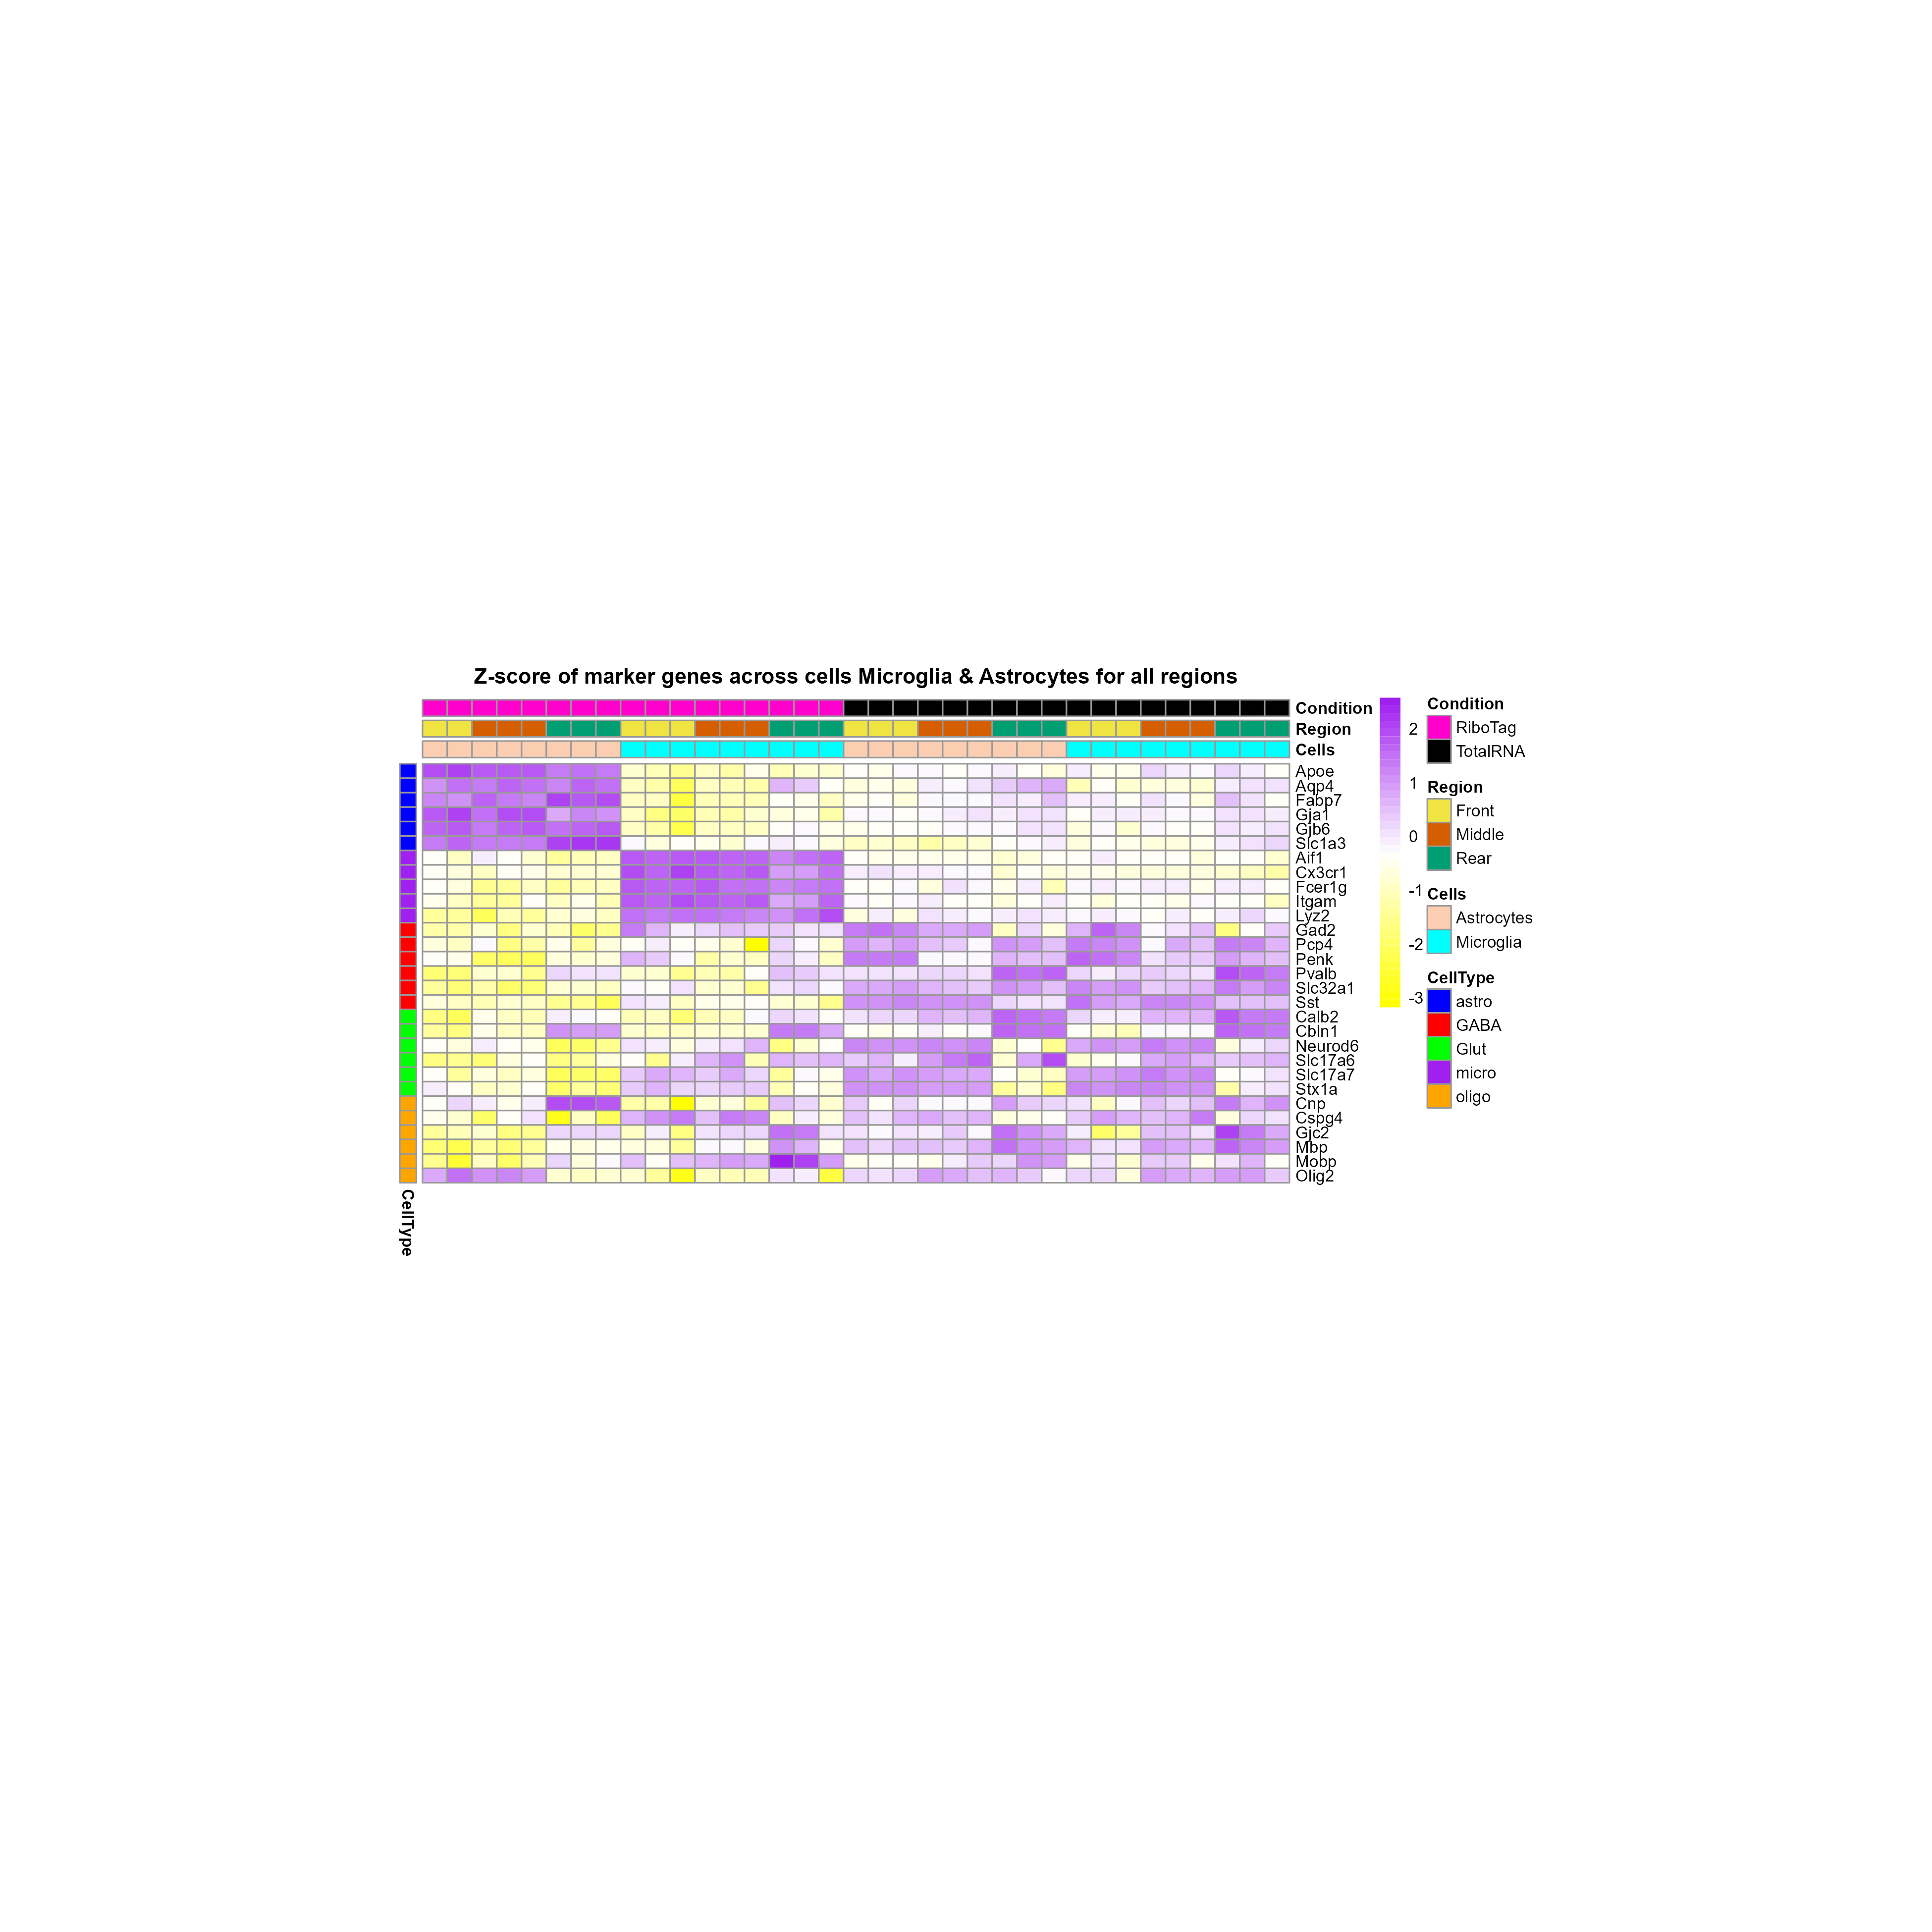 Z-score of marker genes across cells Microglia & Astrocytes for all regions
Condition
Region
Cells
Apoe
Aqp4
Fabp7
Gja1
Gjb6
Slc1a3
Aif1
Cx3cr1
Fcer1g
Itgam
Lyz2
Gad2
Pcp4
Penk
Pvalb
Slc32a1
Sst
Calb2
Cbln1
Neurod6
Slc17a6
Slc17a7
Stx1a
Cnp
Cspg4
Gjc2
Mbp
Mobp
Olig2
CellType
2
1
0
-1
-2
-3
Condition
RiboTag
TotalRNA
Region
Front
Middle
Rear
Cells
Astrocytes
Microglia
CellType
astro
GABA
Glut
micro
oligo